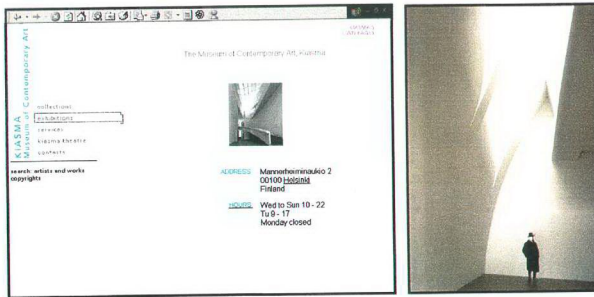 The Museum of Contemporary Art, Kiasma
KIASMA
Museum of Contemporary Art
collections
exhibitions
services
kiasma theatre
contacts
search: artists and works
copyrights
ADDRESS Mannerheiminaukio 2
00100 Helsinki
Finland
HOURS Wed to Sun 10 - 22
Tu 9 - 17
Monday closed